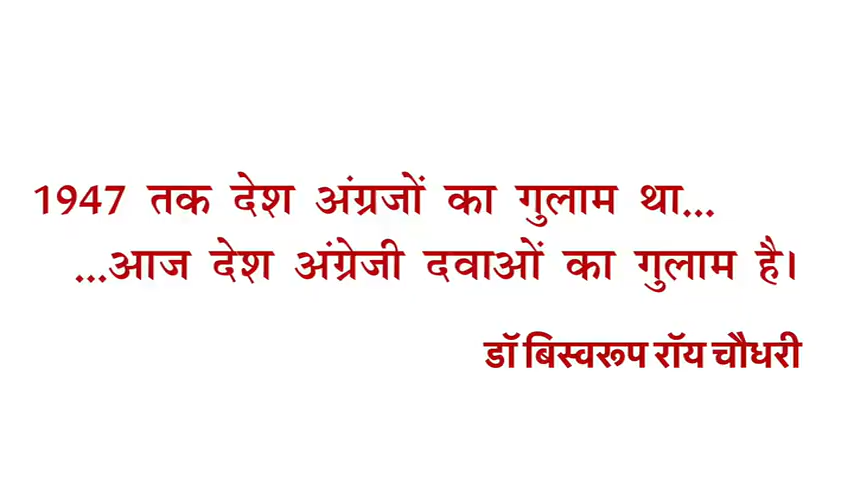 1947 तक देश अंग्रजों का गुलाम था...
...आज देश अंग्रेजी दवाओं का गुलाम है।
डॉ बिस्वरूप रॉय चौधरी